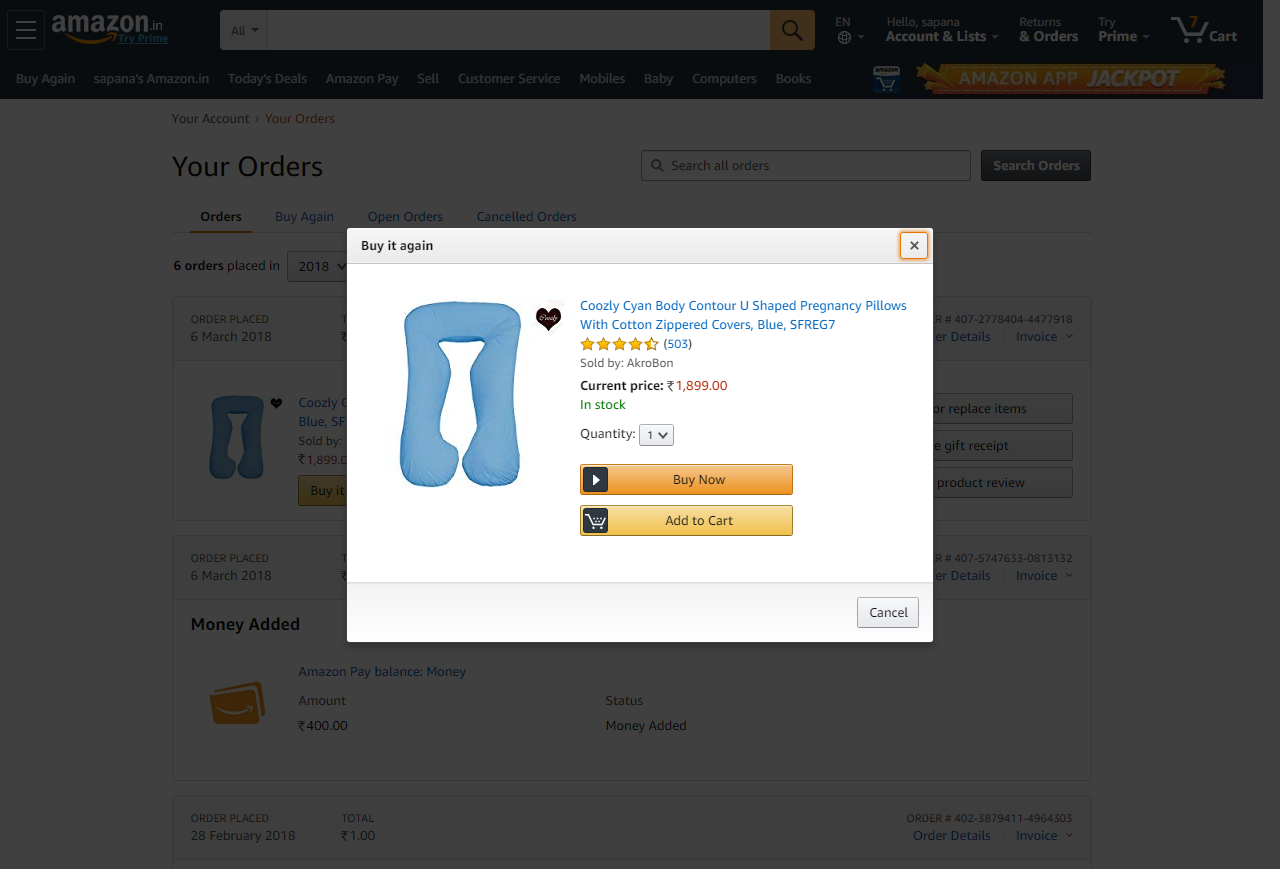 amazon.in
Try Prime
All
EN
Hello, sapana
Account & Lists
Returns
& Orders
Try
Prime
7
Cart
Buy Again
sapana's Amazon.in
Today's Deals
Amazon Pay
Sell
Customer Service
Mobiles
Baby
Computers
Books
amazon
AMAZON APP JACKPOT
Your Account › Your Orders
Your Orders
Search all orders
Search Orders
Orders
Buy Again
Open Orders
Cancelled Orders
6 orders placed in
2018
Buy it again
×
Coozly Cyan Body Contour U Shaped Pregnancy Pillows
With Cotton Zippered Covers, Blue, SFREG7
(503)
Sold by: AkroBon
Current price: ₹1,899.00
In stock
Quantity: 1
Buy Now
Add to Cart
Cancel
ORDER PLACED
6 March 2018
₹
R # 407-2778404-4477918
er Details
Invoice
Coozly C
Blue, SF
Sold by:
₹1,899.0
Buy it
or replace items
e gift receipt
product review
ORDER PLACED
6 March 2018
₹
R # 407-5747633-0813132
er Details
Invoice
Money Added
Amazon Pay balance: Money
Amount
Status
₹400.00
Money Added
ORDER PLACED
28 February 2018
TOTAL
₹1.00
ORDER # 402-3879411-4964303
Order Details
Invoice